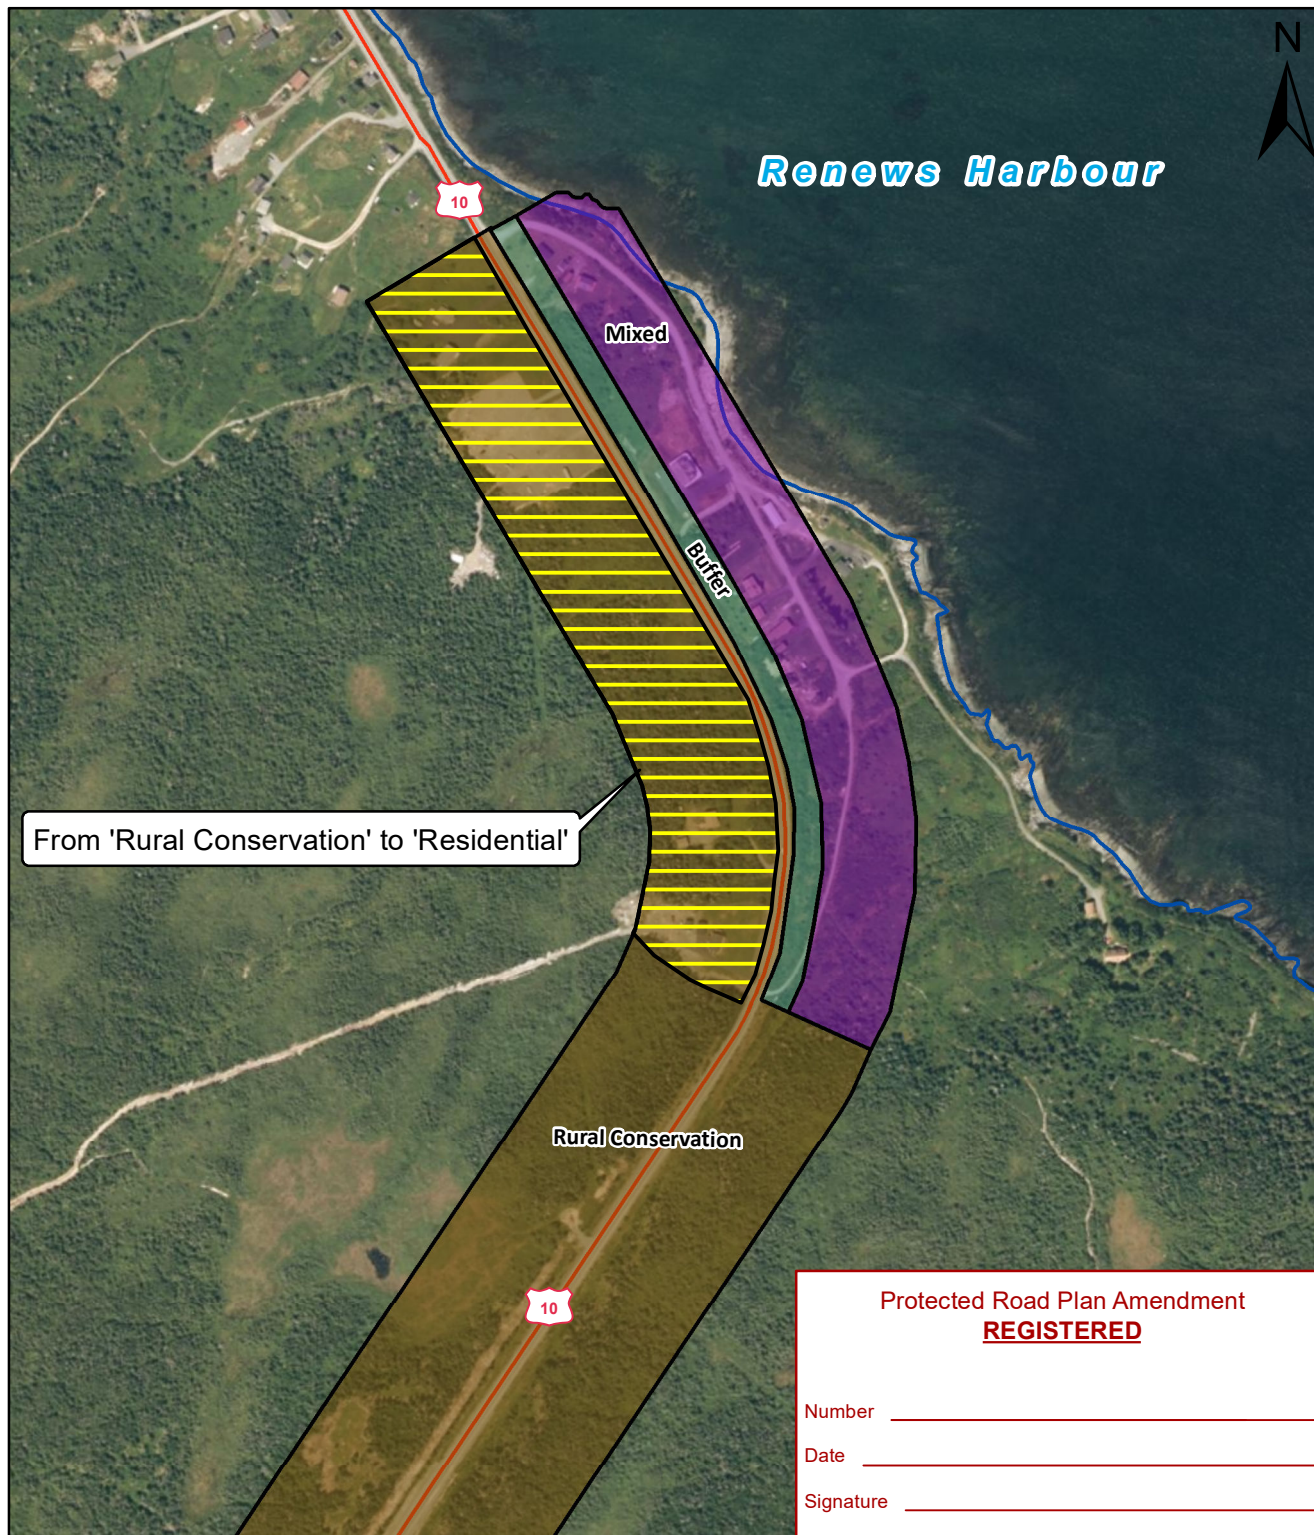 N
Renews Harbour
10
Mixed
Buffer
From 'Rural Conservation' to 'Residential'
Rural Conservation
10
Protected Road Plan Amendment
REGISTERED
Number
Date
Signature